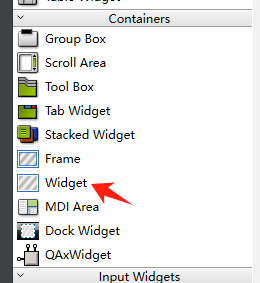 Containers
Group Box
Scroll Area
Tool Box
Tab Widget
Stacked Widget
Frame
Widget
MDI Area
Dock Widget
QAxWidget
Input Widgets